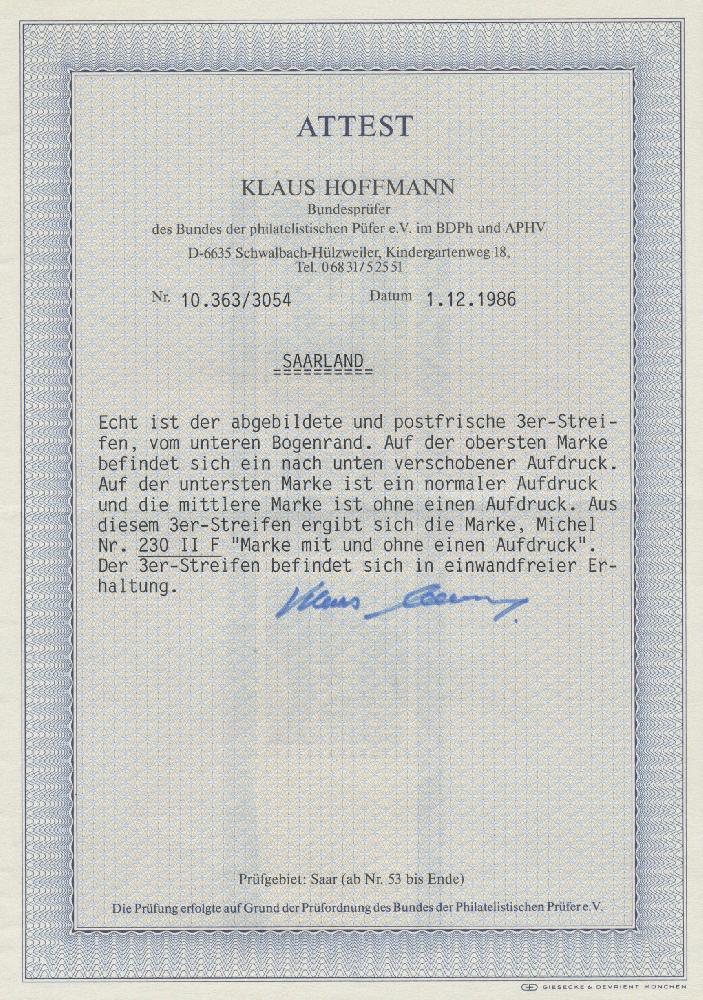 ATTEST
KLAUS HOFFMANN
Bundesprüfer
des Bundes der philatelistischen Püfer e.V. im BDPh und APHV
D-6635 Schwalbach-Hülzweiler, Kindergartenweg 18,
Tel. 06831/52551
Nr. 10.363/3054 Datum 1.12.1986
SAARLAND
Echt ist der abgebildete und postfrische 3er-Strei-
fen, vom unteren Bogenrand. Auf der obersten Marke
befindet sich ein nach unten verschobener Aufdruck.
Auf der untersten Marke ist ein normaler Aufdruck
und die mittlere Marke ist ohne einen Aufdruck. Aus
diesem 3er-Streifen ergibt sich die Marke, Michel
Nr. 230 II F "Marke mit und ohne einen Aufdruck".
Der 3er-Streifen befindet sich in einwandfreier Er-
haltung.
Prüfgebiet: Saar (ab Nr. 53 bis Ende)
Die Prüfung erfolgte auf Grund der Prüfordnung des Bundes der Philatelistischen Prüfer e.V.
GIESECKE & DEVRIENT MÜNCHEN